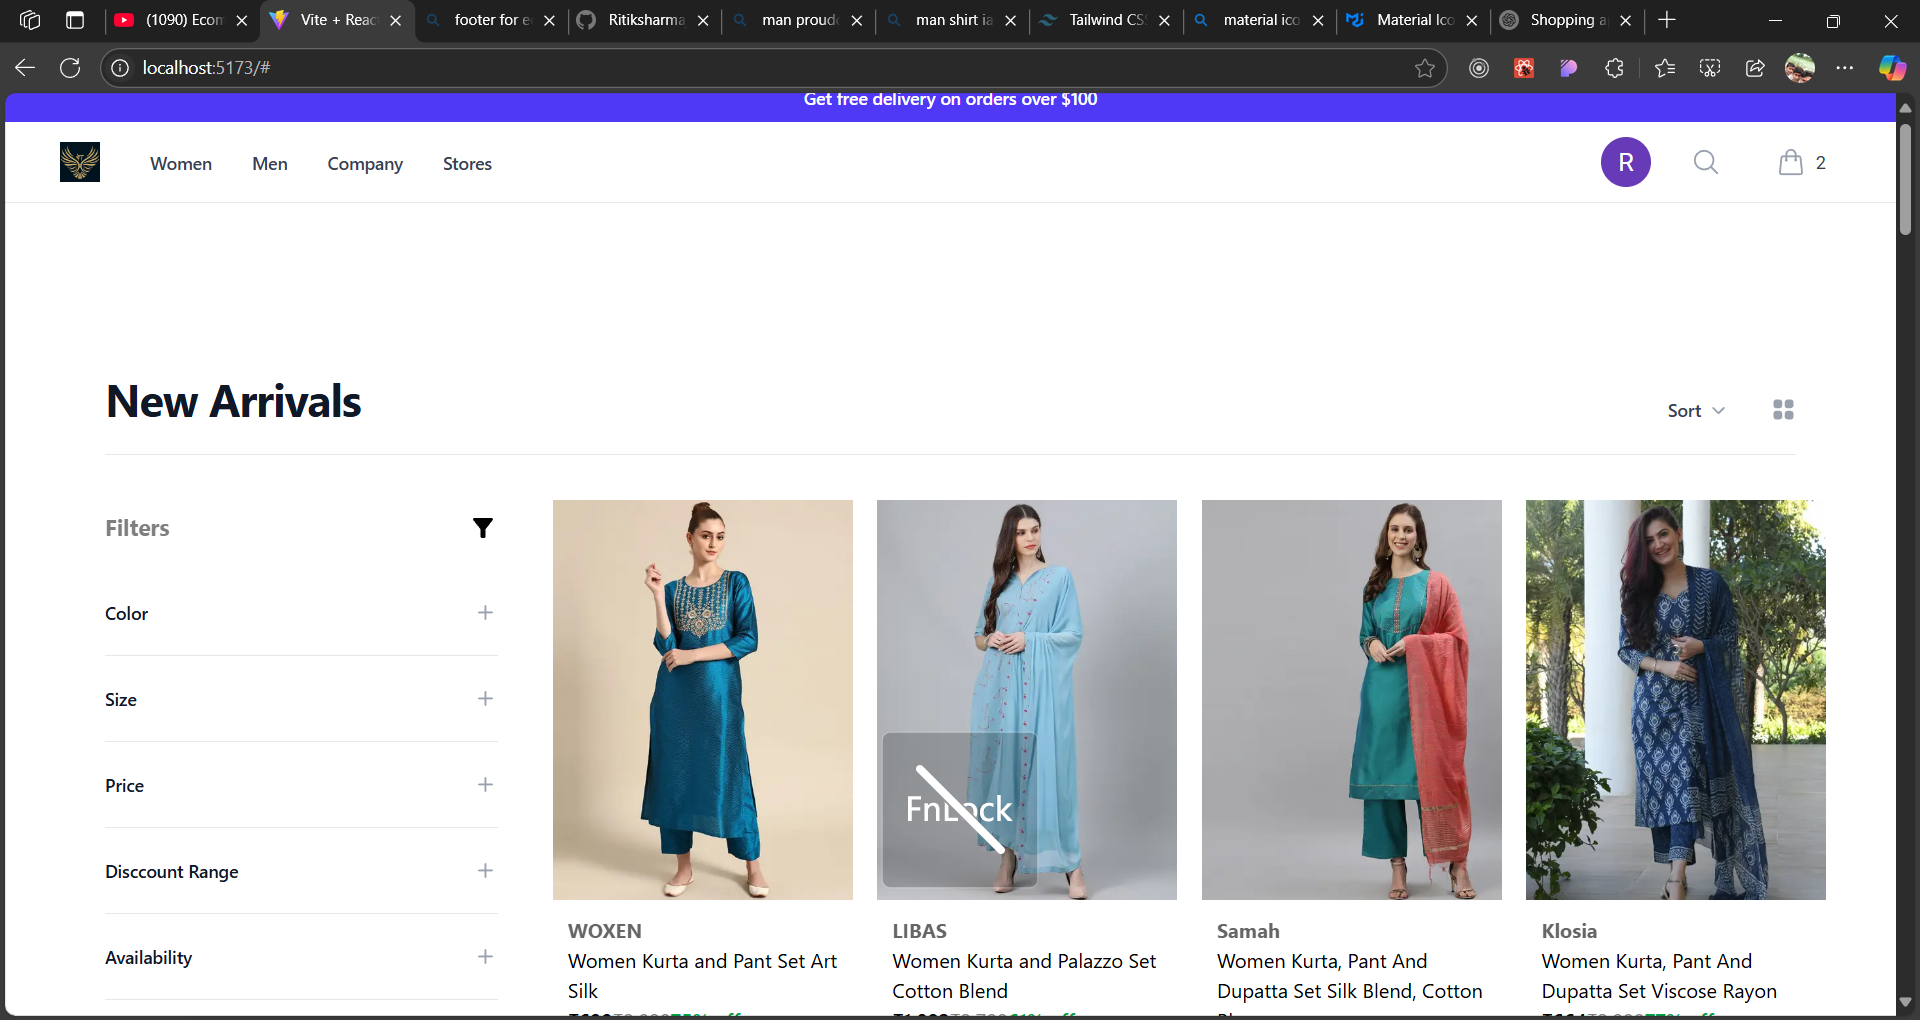 (1090) Econ
Vite + Reac
footer for e
Ritiksharma
man proud
man shirt ia
Tailwind CS
material ico
Material Ico
Shopping a
localhost:5173/#
Get free delivery on orders over $100
Women
Men
Company
Stores
R
2
New Arrivals
Sort
Filters
Color
Size
Price
Disccount Range
Availability
FnLock
WOXEN
Women Kurta and Pant Set Art
Silk
LIBAS
Women Kurta and Palazzo Set
Cotton Blend
Samah
Women Kurta, Pant And
Dupatta Set Silk Blend, Cotton
Klosia
Women Kurta, Pant And
Dupatta Set Viscose Rayon